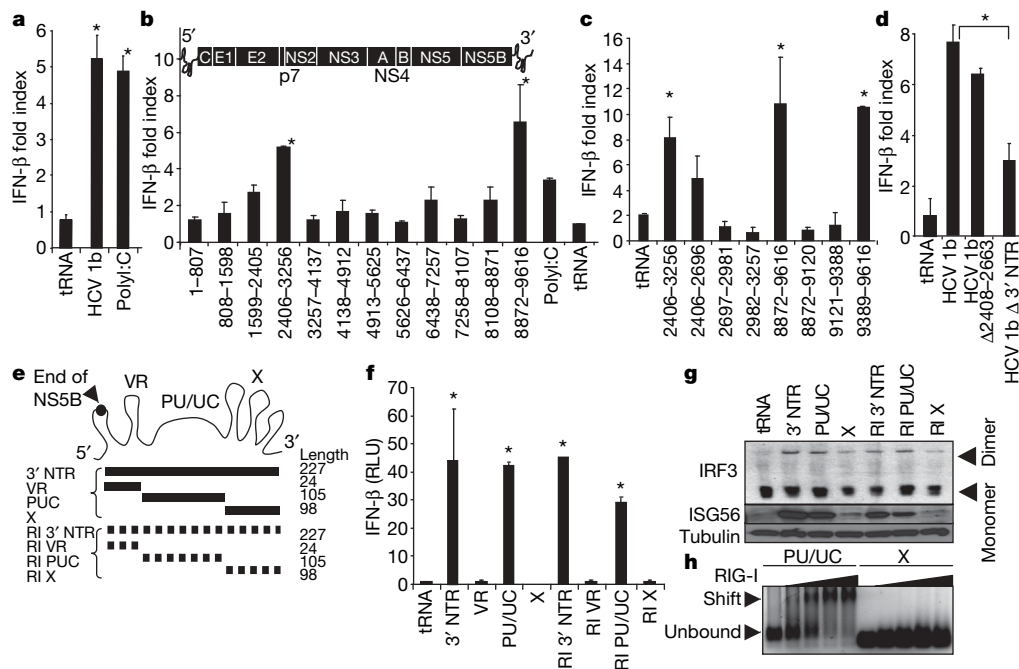 a
IFN-β fold index
6
5
4
3
2
1
0
*
*
tRNA
HCV 1b
PolyI:C
b
IFN-β fold index
10
8
6
4
2
0
5′
C E1 E2 NS2 NS3 A B NS5 NS5B
3′
p7 NS4
*
*
1–807
808–1598
1599–2405
2406–3256
3257–4137
4138–4912
4913–5625
5626–6437
6438–7257
7258–8107
8108–8871
8872–9616
PolyI:C
tRNA
c
IFN-β fold index
16
14
12
10
8
6
4
2
0
*
*
*
tRNA
2406–3256
2406–2696
2697–2981
2982–3257
8872–9616
8872–9120
9121–9388
9389–9616
d
IFN-β fold index
8
6
4
2
0
*
tRNA
HCV 1b
HCV 1b
Δ2408–2663
HCV 1b Δ 3′ NTR
e
End of
NS5B
VR
PU/UC
X
5′
3′
Length
3′ NTR 227
VR 24
PUC 105
X 98
RI 3′ NTR 227
RI VR 24
RI PUC 105
RI X 98
f
IFN-β (RLU)
70
60
50
40
30
20
10
0
*
*
*
*
tRNA
3′ NTR
VR
PU/UC
X
RI 3′ NTR
RI VR
RI PU/UC
RI X
g
tRNA
3′ NTR
PU/UC
X
RI 3′ NTR
RI PU/UC
RI X
IRF3
Dimer
Monomer
ISG56
Tubulin
h
PU/UC X
RIG-I
Shift
Unbound